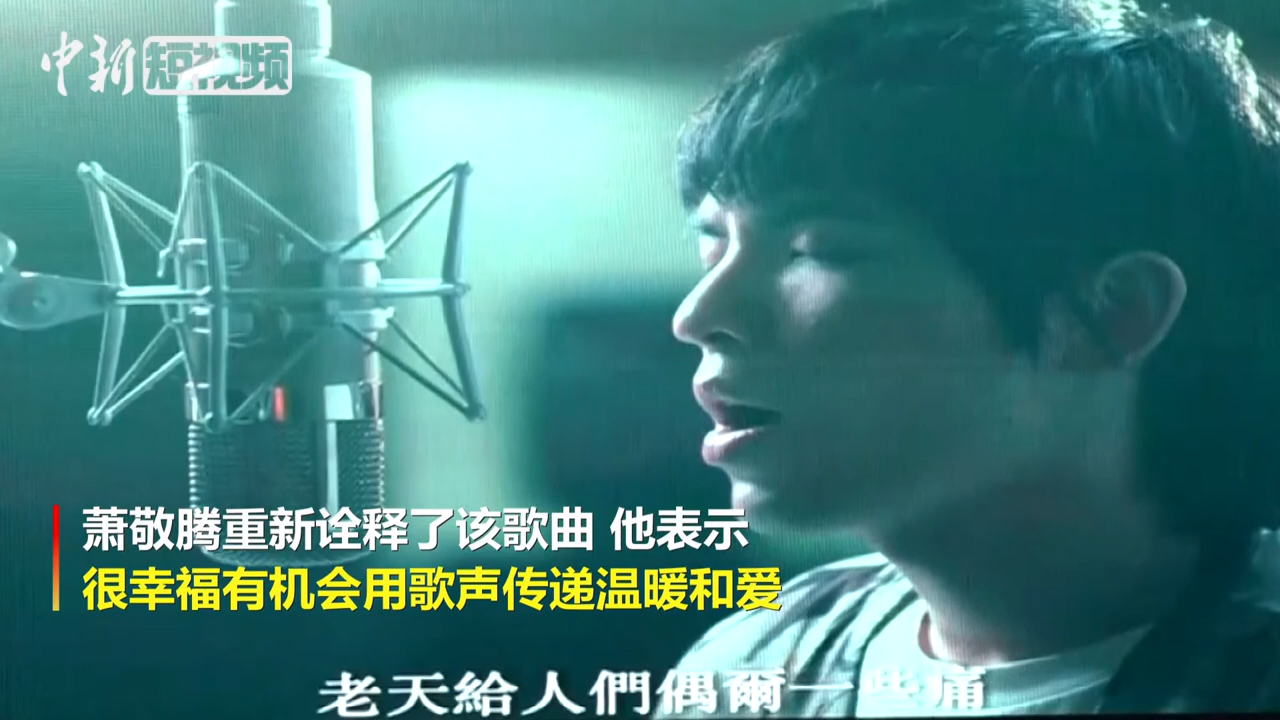 中新短视频
萧敬腾重新诠释了该歌曲 他表示
很幸福有机会用歌声传递温暖和爱
老天給人們偶爾一些痛